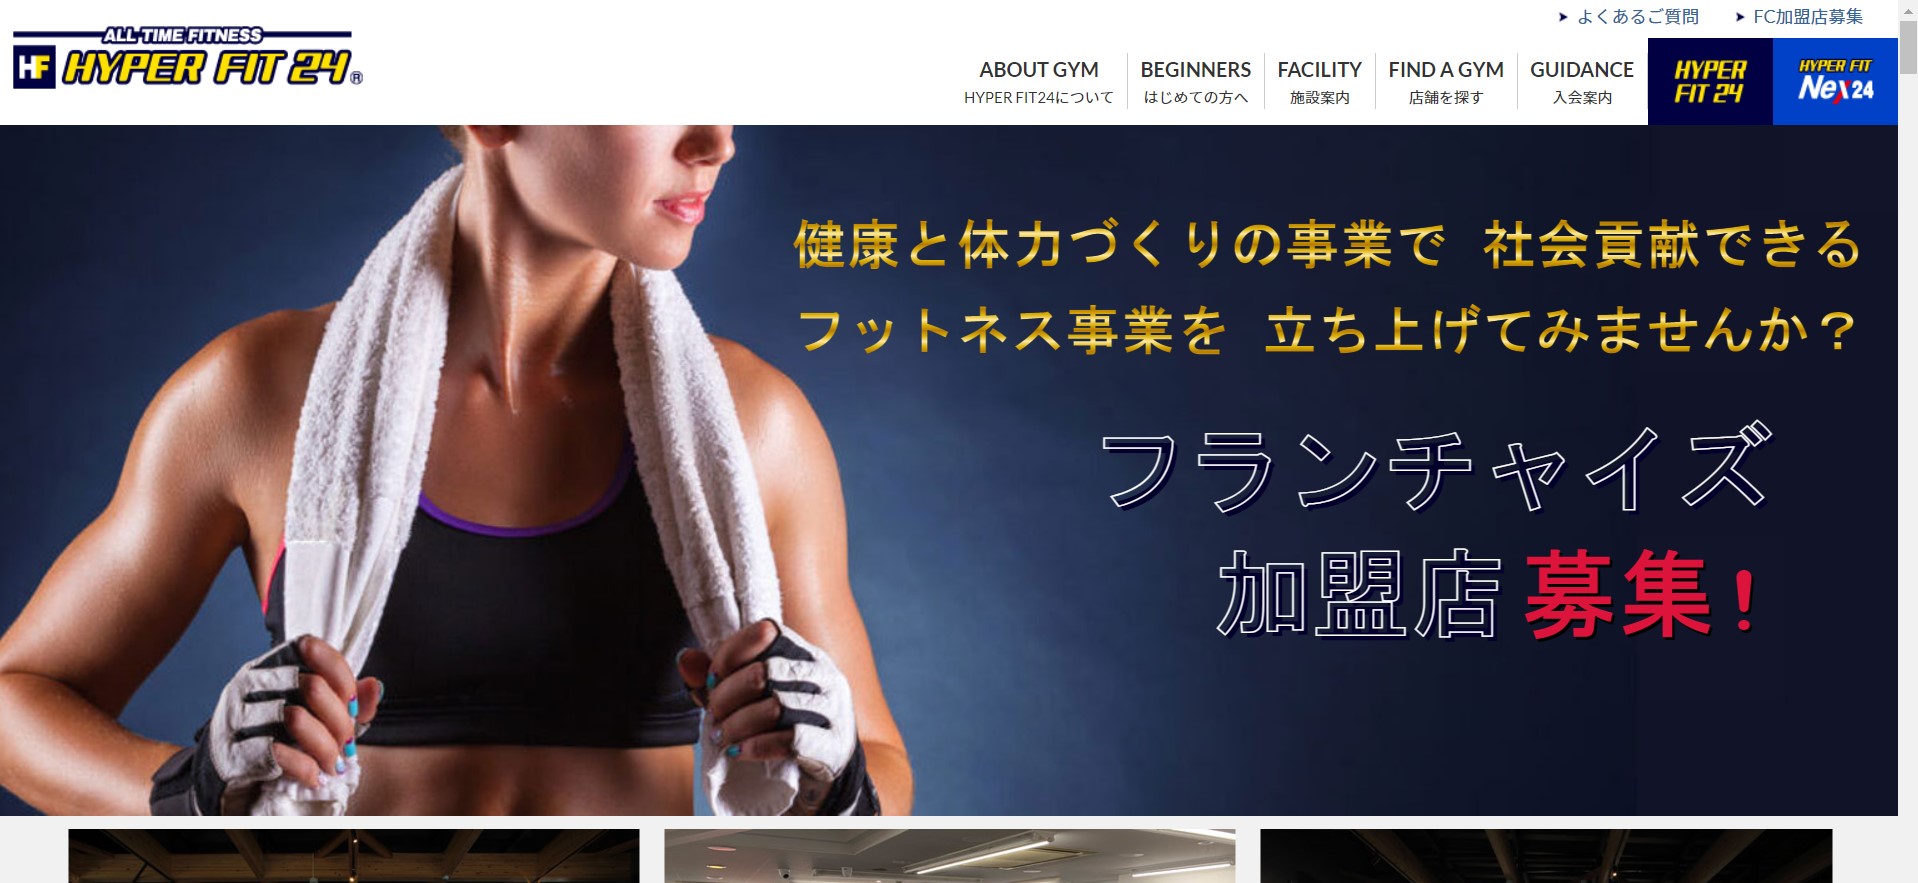 ALL TIME FITNESS
HF HYPER FIT 24®
よくあるご質問
FC加盟店募集
ABOUT GYM
HYPER FIT24について
BEGINNERS
はじめての方へ
FACILITY
施設案内
FIND A GYM
店舗を探す
GUIDANCE
入会案内
HYPER
FIT 24
HYPER FIT
Nex24
健康と体力づくりの事業で 社会貢献できる
フットネス事業を 立ち上げてみませんか？
フランチャイズ
加盟店募集!